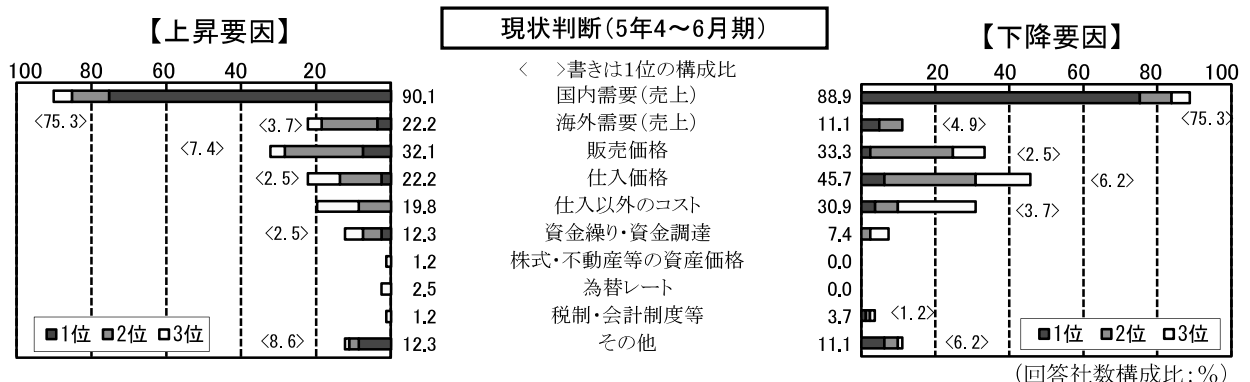 現状判断(5年4～6月期)
【上昇要因】
【下降要因】
100 80 60 40 20
< >書きは1位の構成比
20 40 60 80 100
90.1 国内需要(売上) 88.9
<75.3> <75.3>
<3.7> 22.2 海外需要(売上) 11.1 <4.9>
<7.4> 32.1 販売価格 33.3 <2.5>
<2.5> 22.2 仕入価格 45.7 <6.2>
19.8 仕入以外のコスト 30.9 <3.7>
<2.5> 12.3 資金繰り・資金調達 7.4
1.2 株式・不動産等の資産価格 0.0
2.5 為替レート 0.0
1.2 税制・会計制度等 3.7 <1.2>
■1位 ■2位 □3位
<8.6> 12.3 その他 11.1 <6.2>
■1位 ■2位 □3位
(回答社数構成比:%)